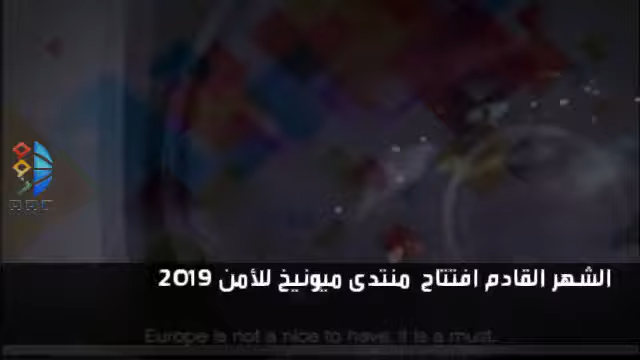 الشهر القادم افتتاح منتدى ميونيخ للأمن 2019
Europe is not a nice to have, it is a must.